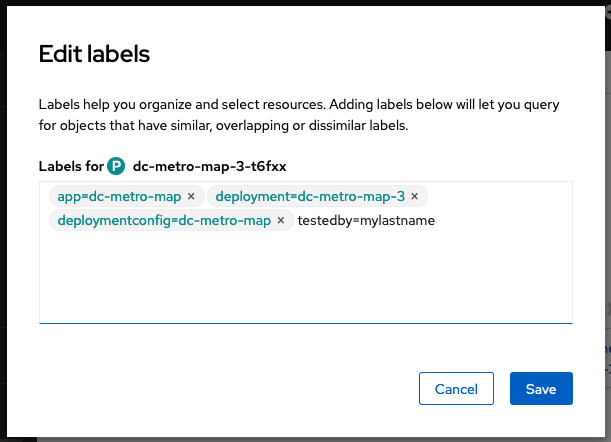 Edit labels
Labels help you organize and select resources. Adding labels below will let you query
for objects that have similar, overlapping or dissimilar labels.
Labels for P dc-metro-map-3-t6fxx
app=dc-metro-map × deployment=dc-metro-map-3 ×
deploymentconfig=dc-metro-map × testedby=mylastname
Cancel Save